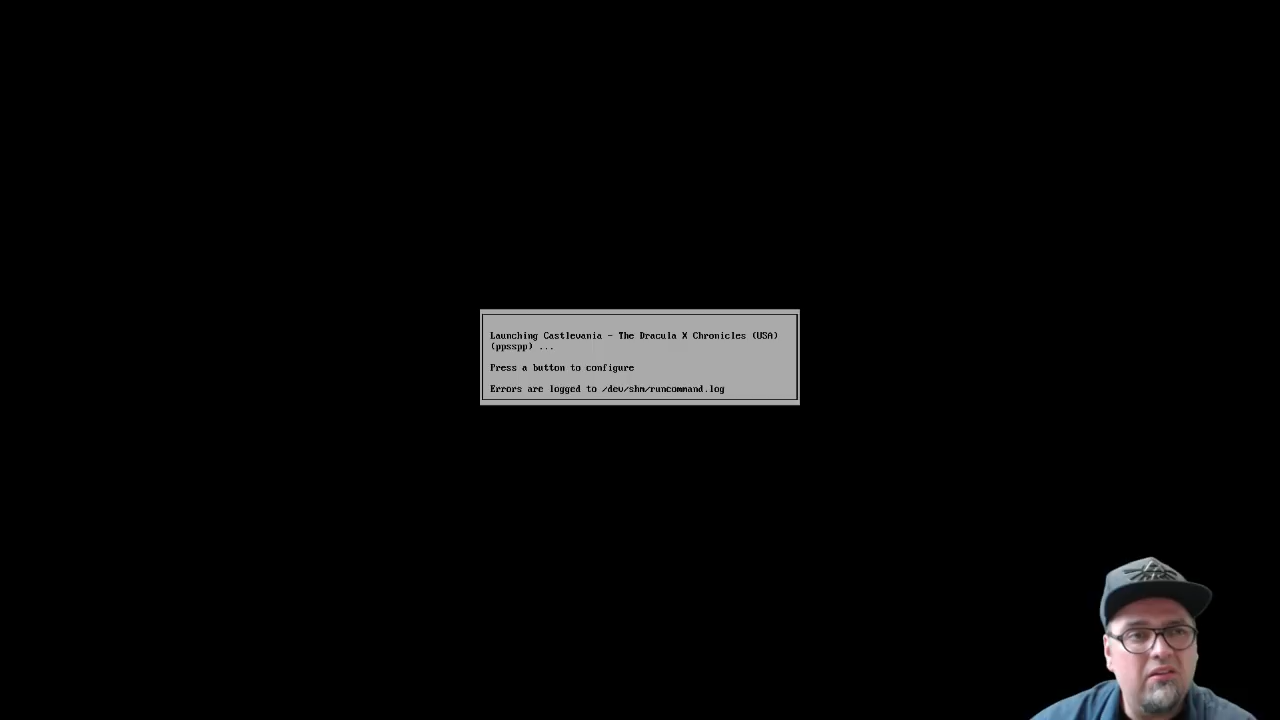 Launching Castlevania - The Dracula X Chronicles (USA)
(ppsspp) ...
Press a button to configure
Errors are logged to /dev/shm/runcommand.log